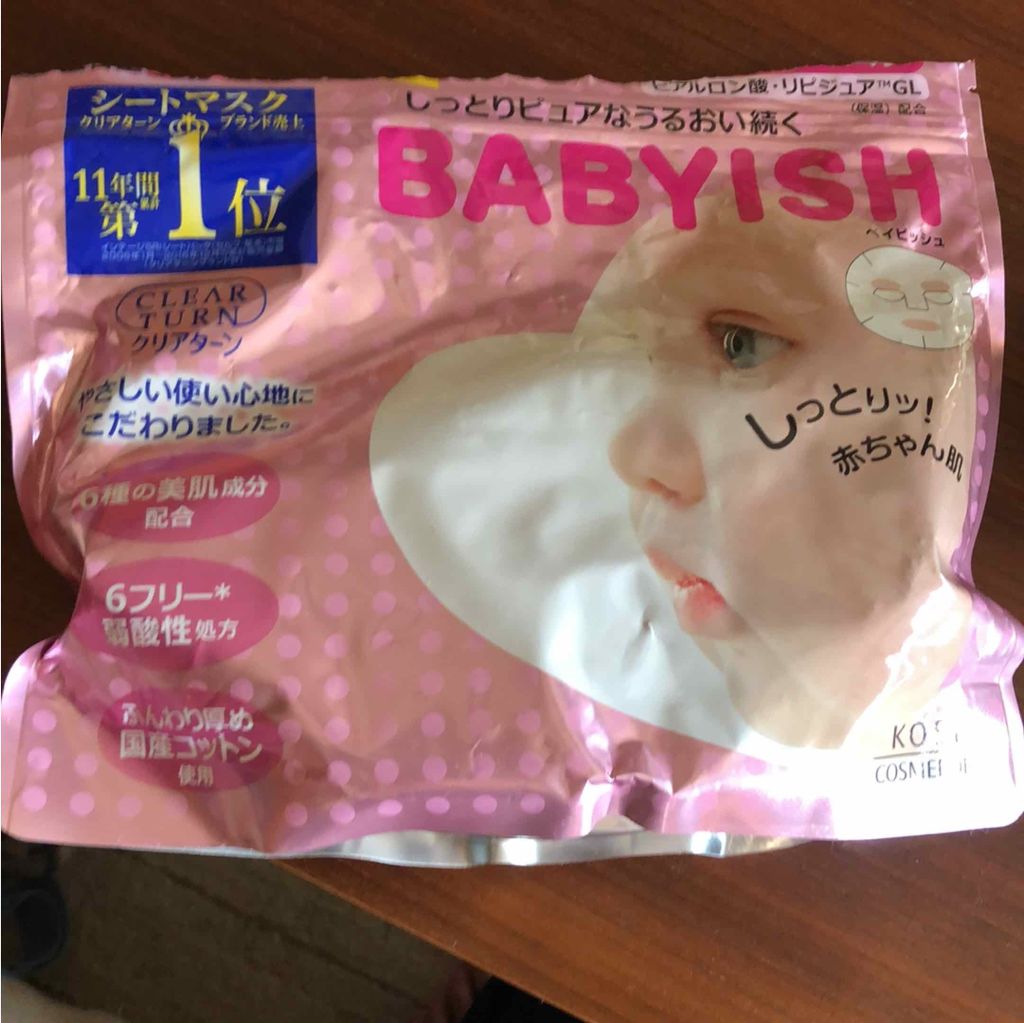 シートマスク
クリアターン ブランド売上
11年間
第1位
CLEAR
TURN
クリアターン
やさしい使い心地に
こだわりました。
6種の美肌成分
配合
6フリー*
弱酸性処方
ふんわり厚め
国産コットン
使用
ヒアルロン酸・リピジュア™GL
(保湿)配合
しっとりピュアなうるおい続く
BABYISH
ベイビッシュ
しっとりッ!
赤ちゃん肌